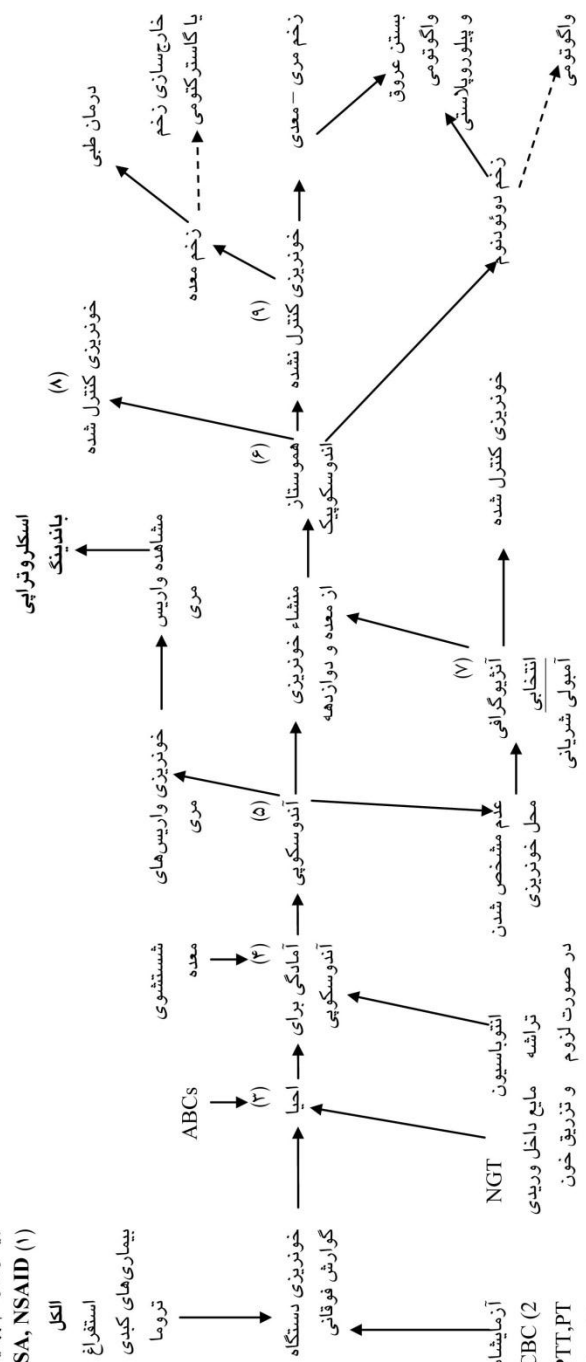 SA, NSAID (۱)
الکل
استفراغ
بیماری‌های کبدی
تروما
خونریزی دستگاه
گوارش فوقانی
CBC (2
PTT,PT
ABCs
احیا (۳)
NGT
مایع داخل وریدی
و تزریق خون
شستشوی
معده
آمادگی برای (۴)
آندوسکوپی
انتوباسیون
تراشه
در صورت لزوم
آندوسکوپی (۵)
خونریزی واریس‌های
مری
مشاهده واریس
مری
اسکلروتراپی
باندینگ
عدم مشخص شدن
محل خونریزی
منشاء خونریزی
از معده و دوازدهه
(۷)
آنژیوگرافی
انتخابی
آمبولی شریانی
خونریزی کنترل شده
(۶)
هموستاز
اندوسکوپیک
(۸)
خونریزی کنترل شده
(۹)
خونریزی کنترل نشده
زخم معده
درمان طبی
خارج‌سازی زخم
یا گاسترکتومی
زخم مری –معدی
زخم دوئودنوم
بستن عروق
واگوتومی
و پیلوروپلاستی
واگوتومی